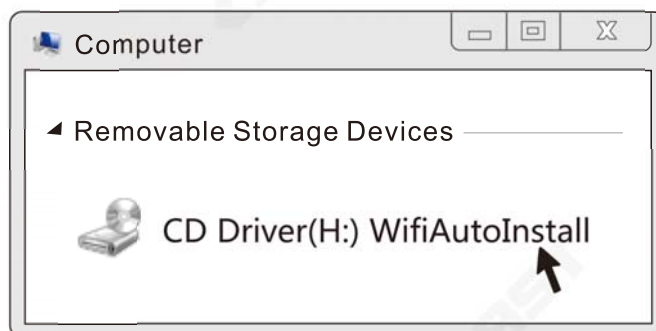 Computer
Removable Storage Devices
CD Driver(H:) WifiAutoInstall